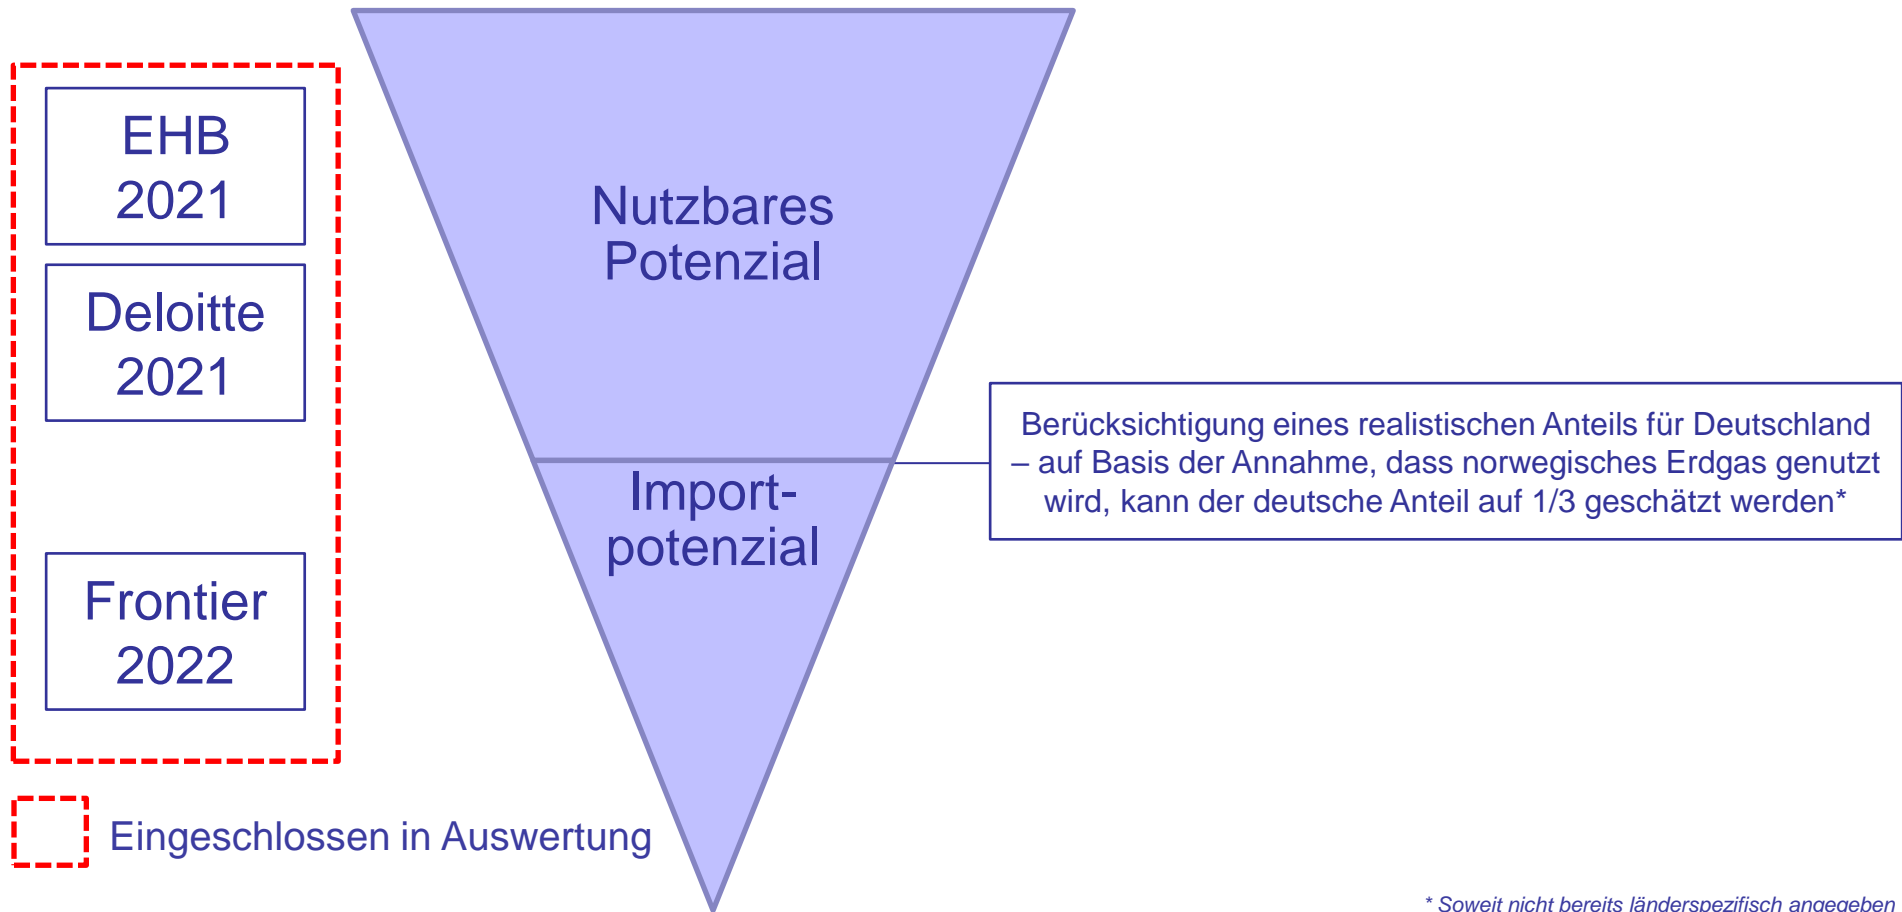 EHB
2021
Deloitte
2021
Frontier
2022
Nutzbares
Potenzial
Import-
potenzial
Berücksichtigung eines realistischen Anteils für Deutschland
– auf Basis der Annahme, dass norwegisches Erdgas genutzt
wird, kann der deutsche Anteil auf 1/3 geschätzt werden*
Eingeschlossen in Auswertung
* Soweit nicht bereits länderspezifisch angegeben